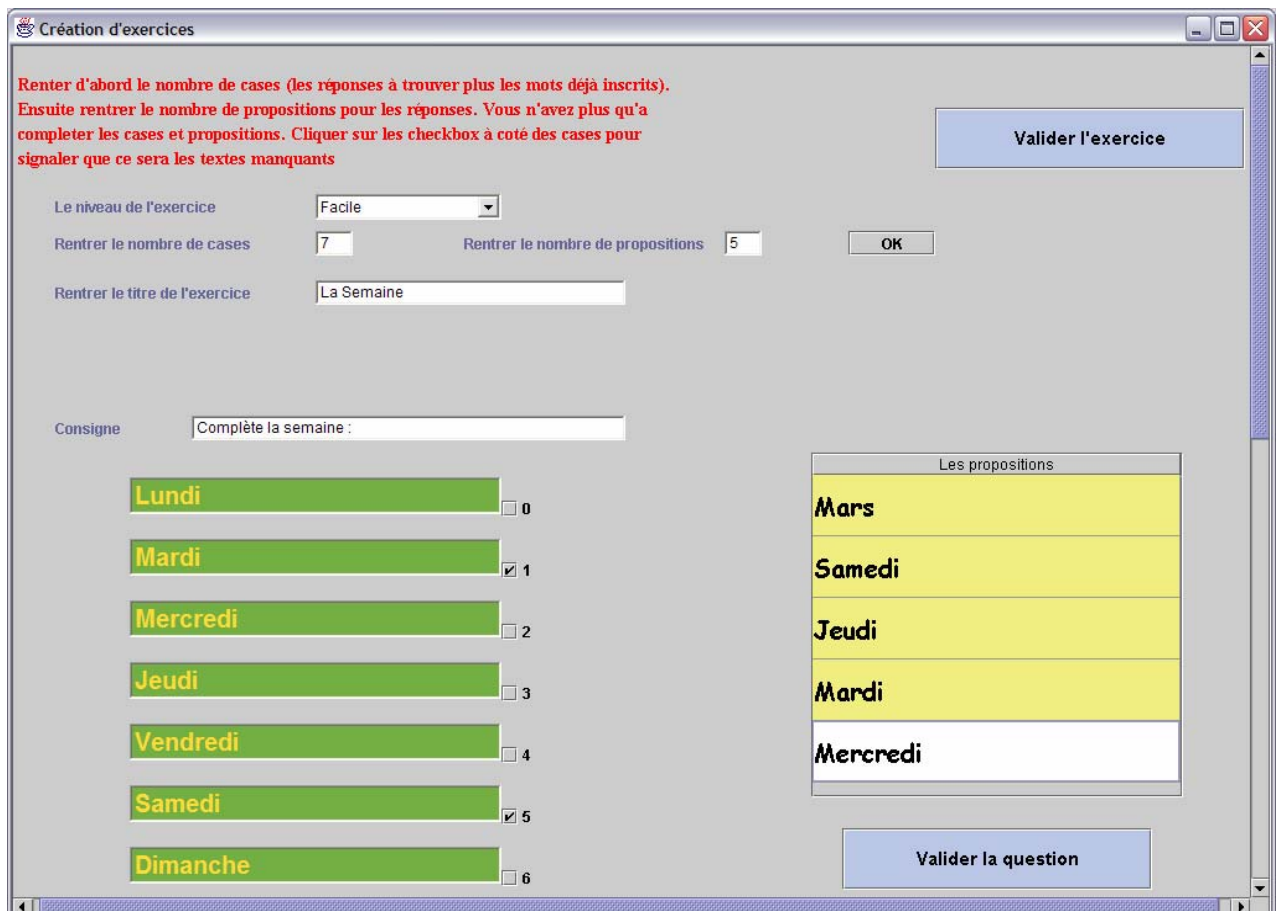 Création d'exercices
Renter d'abord le nombre de cases (les réponses à trouver plus les mots déjà inscrits).
Ensuite rentrer le nombre de propositions pour les réponses. Vous n'avez plus qu'a
completer les cases et propositions. Cliquer sur les checkbox à coté des cases pour
signaler que ce sera les textes manquants
Valider l'exercice
Le niveau de l'exercice Facile
Rentrer le nombre de cases 7 Rentrer le nombre de propositions 5 OK
Rentrer le titre de l'exercice La Semaine
Consigne Complète la semaine :
Lundi 0
Mardi 1
Mercredi 2
Jeudi 3
Vendredi 4
Samedi 5
Dimanche 6
Les propositions
Mars
Samedi
Jeudi
Mardi
Mercredi
Valider la question